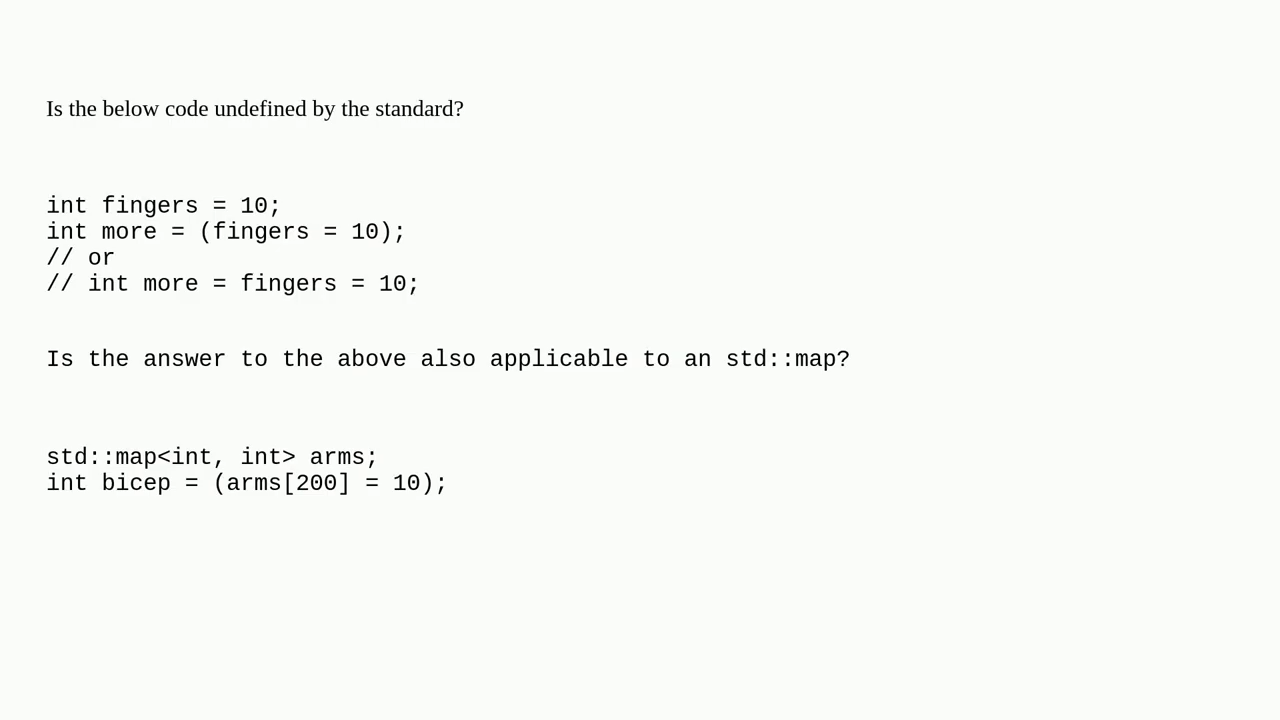 Is the below code undefined by the standard?
int fingers = 10;
int more = (fingers = 10);
// or
// int more = fingers = 10;
Is the answer to the above also applicable to an std::map?
std::map<int, int> arms;
int bicep = (arms[200] = 10);